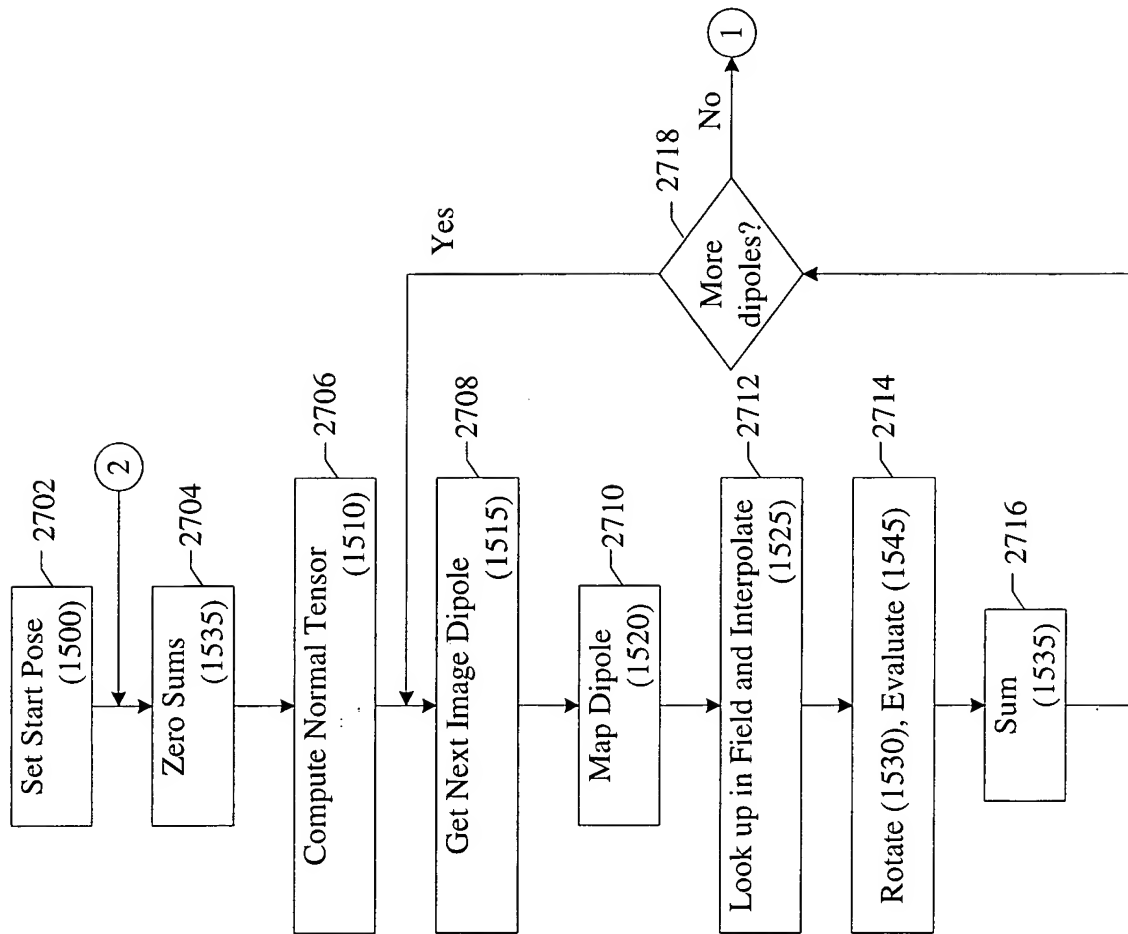 Set Start Pose
(1500)
2702
2
Zero Sums
(1535)
2704
Compute Normal Tensor
(1510)
2706
Get Next Image Dipole
(1515)
2708
Map Dipole
(1520)
2710
Look up in Field and Interpolate
(1525)
2712
Rotate (1530), Evaluate (1545)
2714
Sum
(1535)
2716
More
dipoles?
2718
Yes
No
1